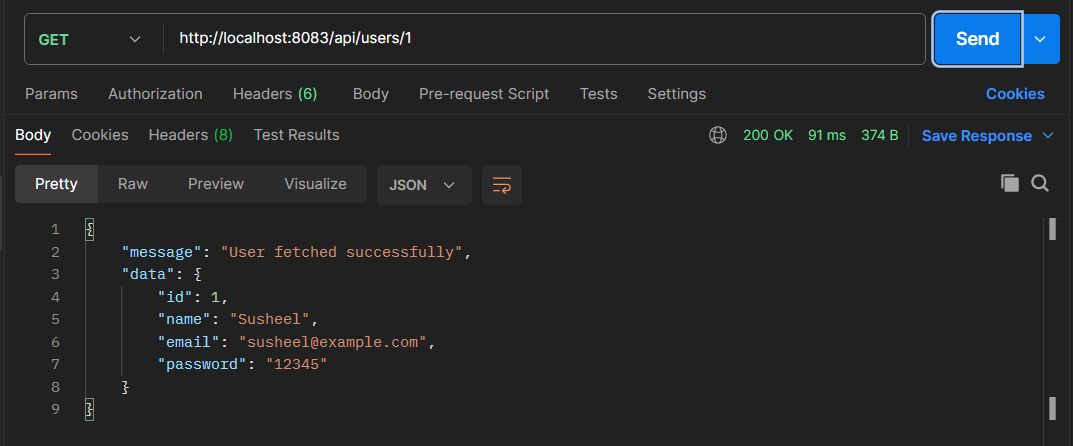 GET http://localhost:8083/api/users/1 Send
Params Authorization Headers (6) Body Pre-request Script Tests Settings Cookies
Body Cookies Headers (8) Test Results 200 OK 91 ms 374 B Save Response
Pretty Raw Preview Visualize JSON
1 {
2 "message": "User fetched successfully",
3 "data": {
4 "id": 1,
5 "name": "Susheel",
6 "email": "susheel@example.com",
7 "password": "12345"
8 }
9 }